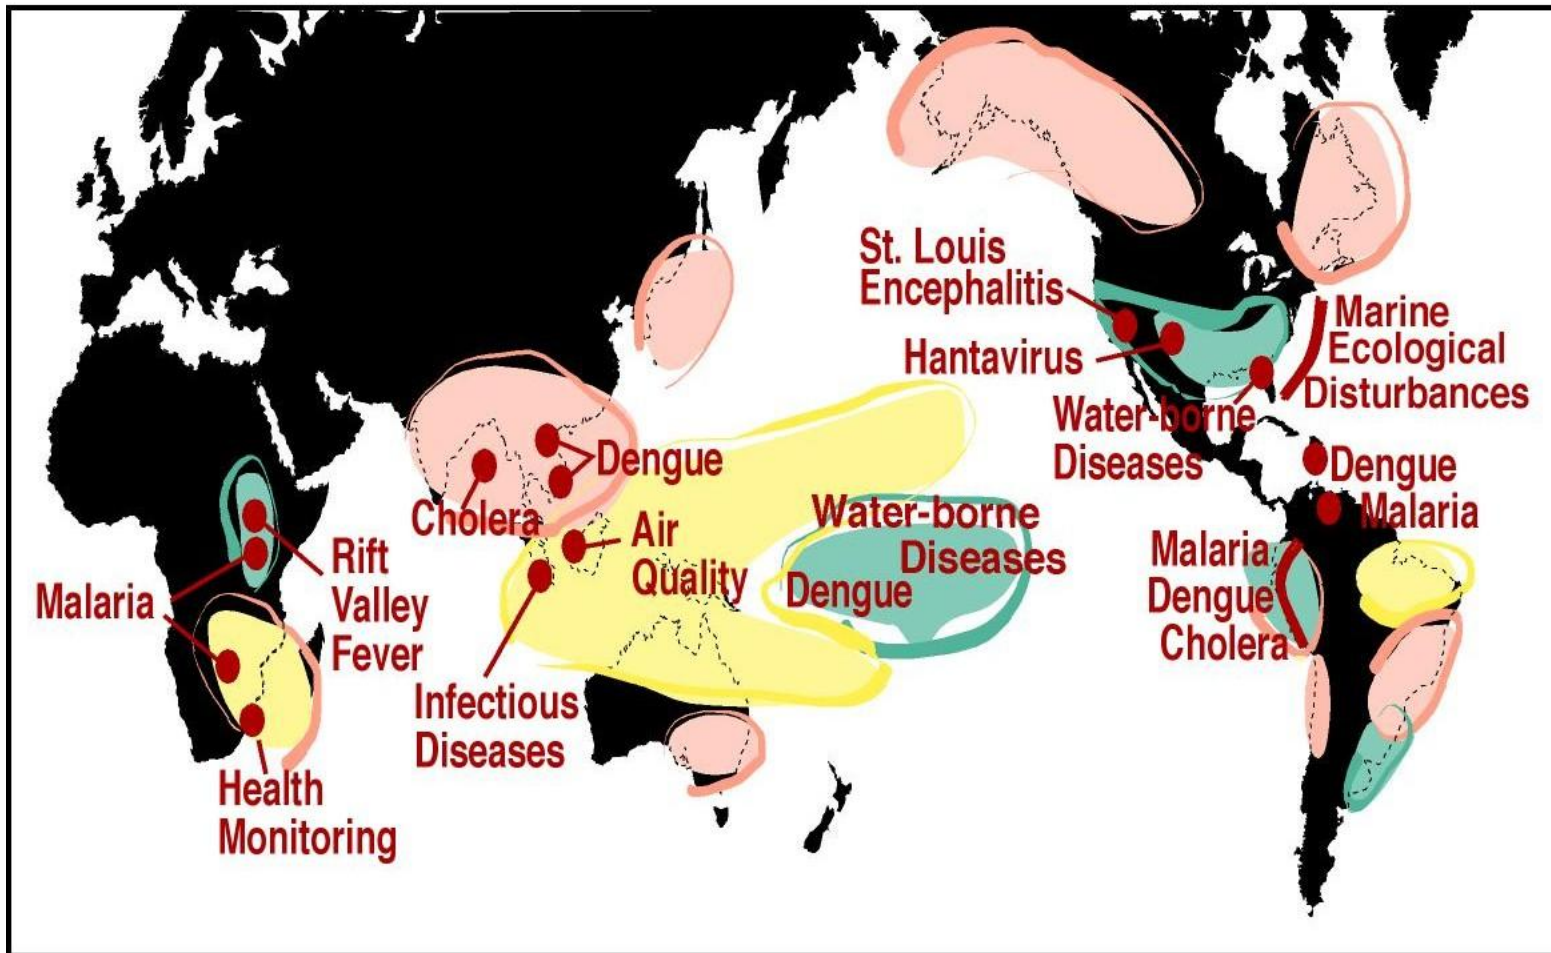 St. Louis
Encephalitis
Hantavirus
Marine
Ecological
Disturbances
Water-borne
Diseases
Dengue
Malaria
Dengue
Cholera
Air
Quality
Water-borne
Diseases
Dengue
Malaria
Dengue
Cholera
Rift
Valley
Fever
Malaria
Infectious
Diseases
Health
Monitoring